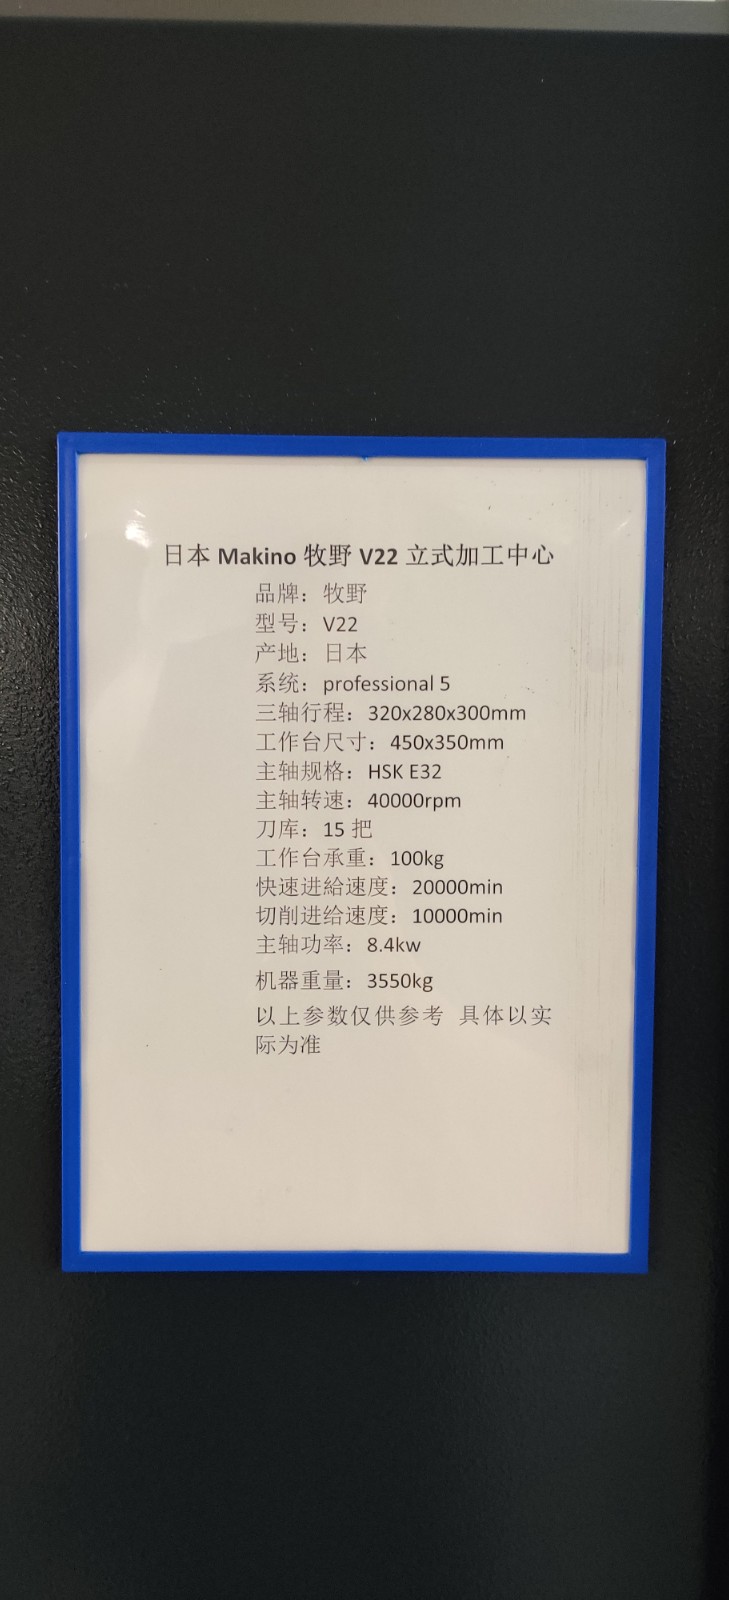 日本 Makino 牧野 V22 立式加工中心
品牌：牧野
型号：V22
产地：日本
系统：professional 5
三轴行程：320x280x300mm
工作台尺寸：450x350mm
主轴规格：HSK E32
主轴转速：40000rpm
刀库：15 把
工作台承重：100kg
快速进給速度：20000min
切削进给速度：10000min
主轴功率：8.4kw
机器重量：3550kg
以上参数仅供参考 具体以实
际为准